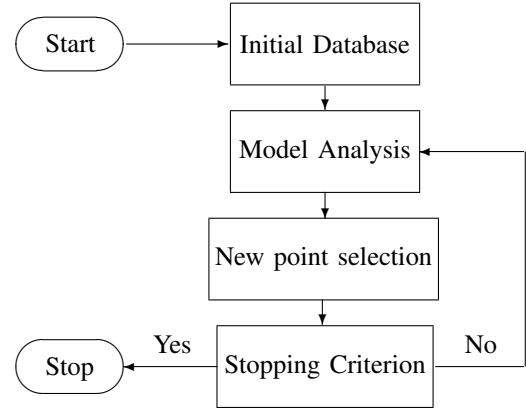 Start
Initial Database
Model Analysis
New point selection
Stop
Yes
Stopping Criterion
No